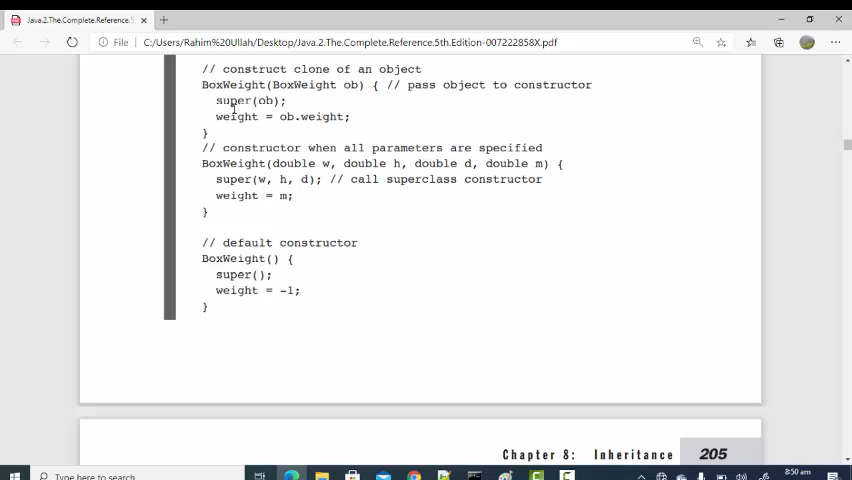 Java.2.The.Complete.Reference.5
File
C:/Users/Rahim%20Ullah/Desktop/Java.2.The.Complete.Reference.5th.Edition-007222858X.pdf
// construct clone of an object
BoxWeight(BoxWeight ob) { // pass object to constructor
super(ob);
weight = ob.weight;
}
// constructor when all parameters are specified
BoxWeight(double w, double h, double d, double m) {
super(w, h, d); // call superclass constructor
weight = m;
}
// default constructor
BoxWeight() {
super();
weight = -1;
}
Chapter 8: Inheritance 205
Type here to search
8:50 am